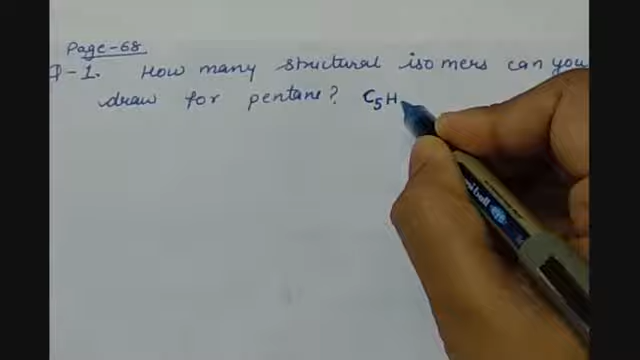 Page-68
Q-1. How many structural isomers can you
draw for pentane? C₅H